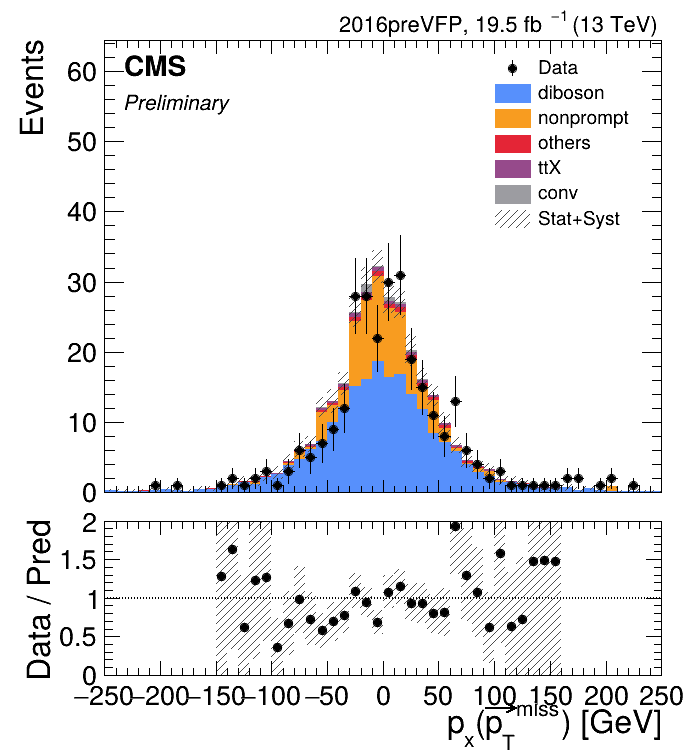 2016preVFP, 19.5 fb⁻¹ (13 TeV)
CMS
Preliminary
Events
60
50
40
30
20
10
0
Data
diboson
nonprompt
others
ttX
conv
Stat+Syst
Data / Pred
2
1.5
1
0.5
0
−250 −200 −150 −100 −50 0 50 100 150 200 250
pₓ(p⃗_T^miss) [GeV]